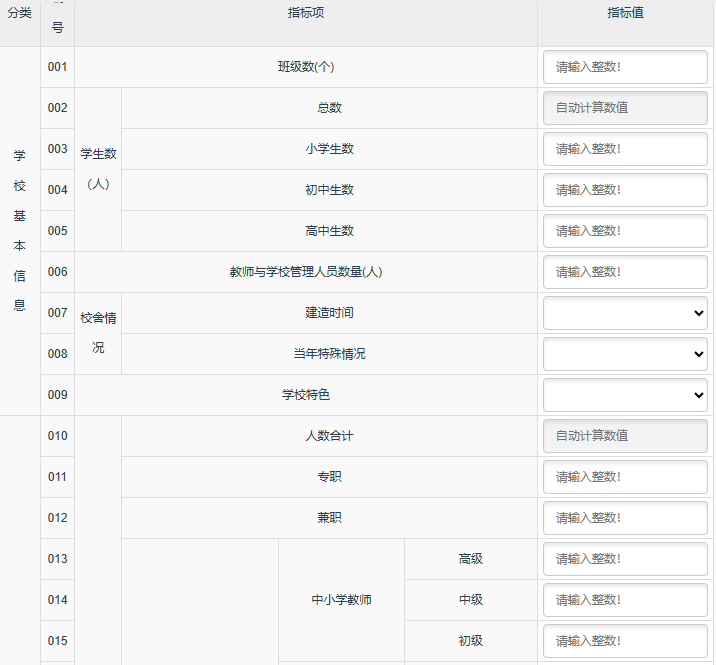 分类
号
指标项
指标值
学校基本信息
001
班级数(个)
请输入整数!
学生数
(人)
002
总数
自动计算数值
003
小学生数
请输入整数!
004
初中生数
请输入整数!
005
高中生数
请输入整数!
006
教师与学校管理人员数量(人)
请输入整数!
校舍情
况
007
建造时间
008
当年特殊情况
009
学校特色
010
人数合计
自动计算数值
011
专职
请输入整数!
012
兼职
请输入整数!
中小学教师
013
高级
请输入整数!
014
中级
请输入整数!
015
初级
请输入整数!